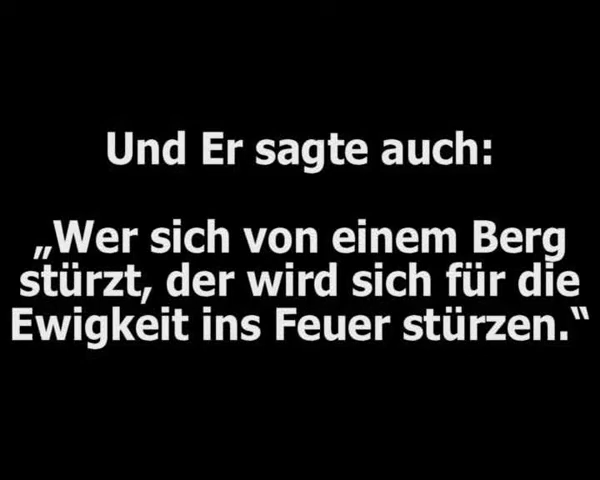 Und Er sagte auch:
„Wer sich von einem Berg
stürzt, der wird sich für die
Ewigkeit ins Feuer stürzen.“